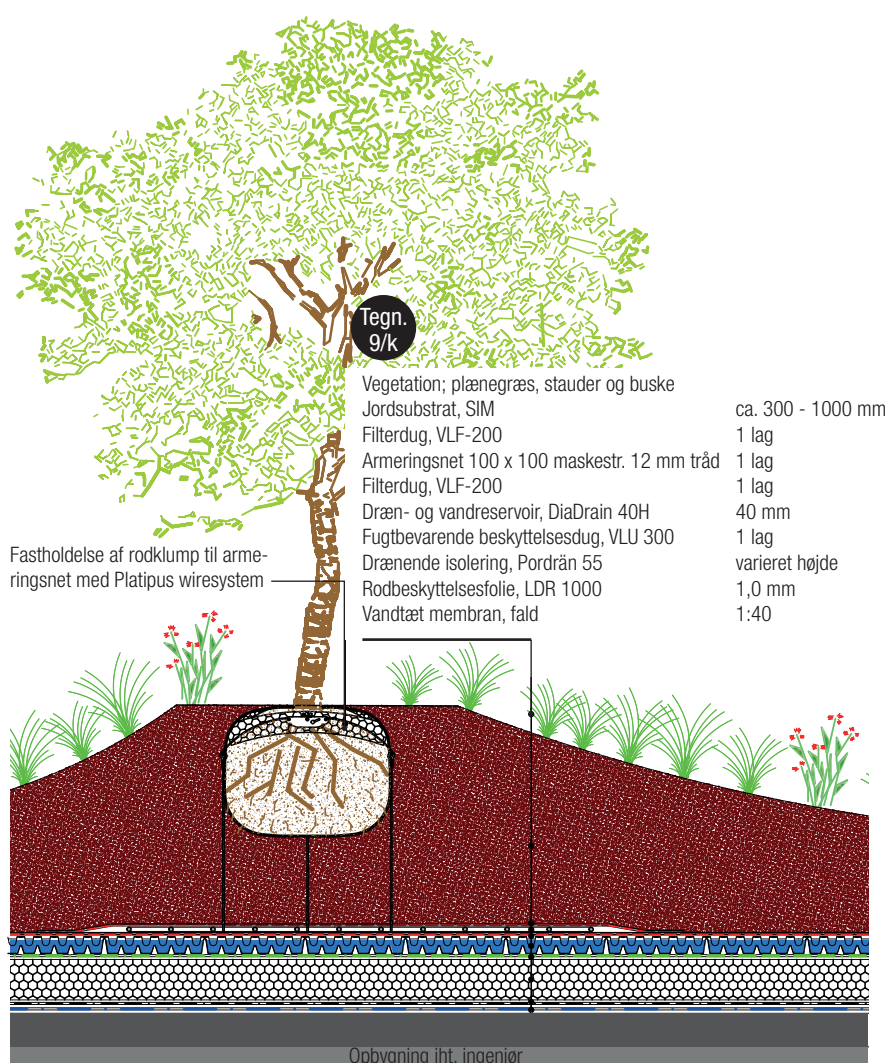 Tegn.
9/k
Vegetation; plænegræs, stauder og buske
Jordsubstrat, SIM ca. 300 - 1000 mm
Filterdug, VLF-200 1 lag
Armeringsnet 100 x 100 maskestr. 12 mm tråd 1 lag
Filterdug, VLF-200 1 lag
Dræn- og vandreservoir, DiaDrain 40H 40 mm
Fugtbevarende beskyttelsesdug, VLU 300 1 lag
Drænende isolering, Pordrän 55 varieret højde
Rodbeskyttelsesfolie, LDR 1000 1,0 mm
Vandtæt membran, fald 1:40
Fastholdelse af rodklump til arme-
ringsnet med Platipus wiresystem
Opbygning iht. ingeniør